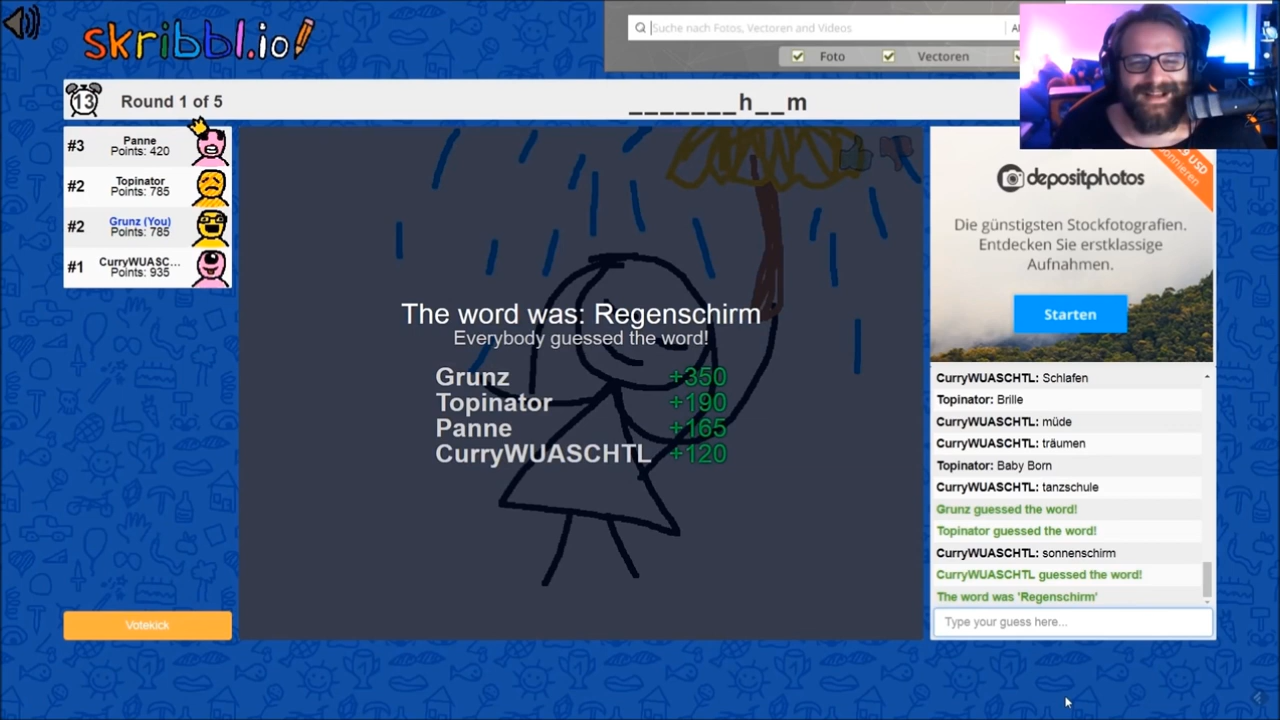 skribbl.io
Suche nach Fotos, Vectoren and Videos
Foto
Vectoren
13
Round 1 of 5
_______h__m
#3
Panne
Points: 420
#2
Topinator
Points: 785
#2
Grunz (You)
Points: 785
#1
CurryWUASC...
Points: 935
The word was: Regenschirm
Everybody guessed the word!
Grunz +350
Topinator +190
Panne +165
CurryWUASCHTL +120
Votekick
USD
depositphotos
Die günstigsten Stockfotografien.
Entdecken Sie erstklassige
Aufnahmen.
Starten
CurryWUASCHTL: Schlafen
Topinator: Brille
CurryWUASCHTL: müde
CurryWUASCHTL: träumen
Topinator: Baby Born
CurryWUASCHTL: tanzschule
Grunz guessed the word!
Topinator guessed the word!
CurryWUASCHTL: sonnenschirm
CurryWUASCHTL guessed the word!
The word was 'Regenschirm'
Type your guess here...